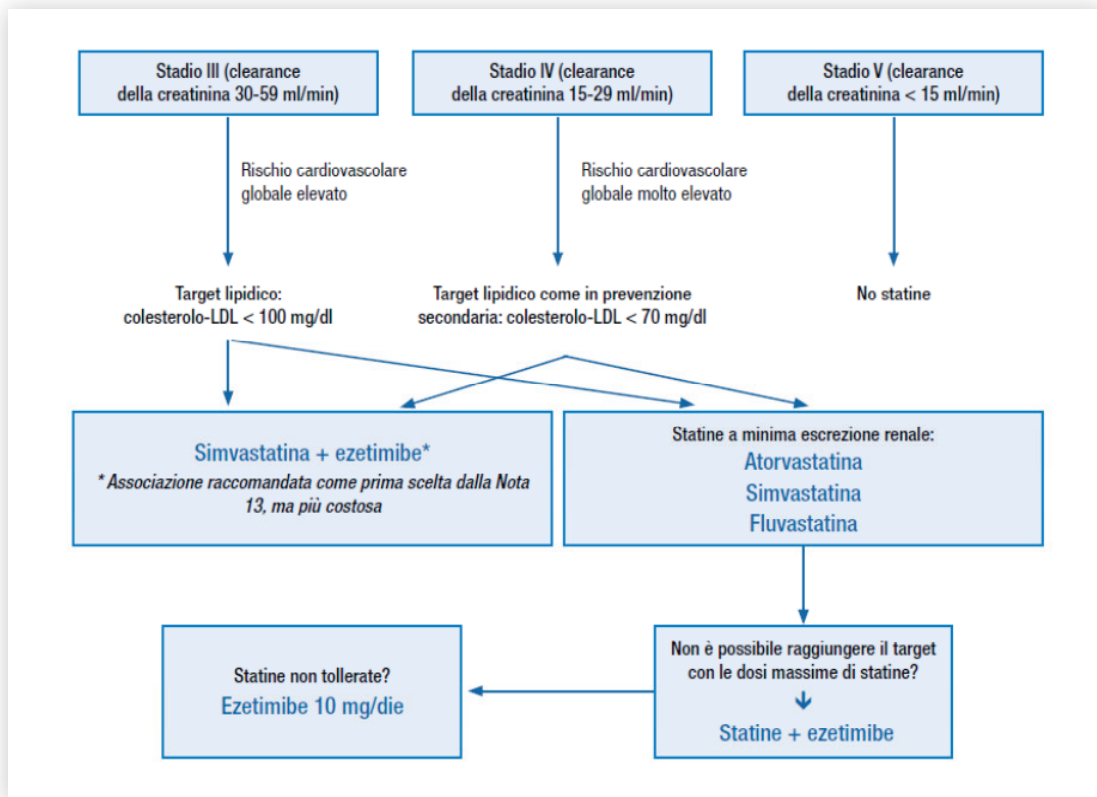 Stadio III (clearance
della creatinina 30-59 ml/min)
Stadio IV (clearance
della creatinina 15-29 ml/min)
Stadio V (clearance
della creatinina < 15 ml/min)
Rischio cardiovascolare
globale elevato
Rischio cardiovascolare
globale molto elevato
Target lipidico:
colesterolo-LDL < 100 mg/dl
Target lipidico come in prevenzione
secondaria: colesterolo-LDL < 70 mg/dl
No statine
Simvastatina + ezetimibe*
* Associazione raccomandata come prima scelta dalla Nota
13, ma più costosa
Statine a minima escrezione renale:
Atorvastatina
Simvastatina
Fluvastatina
Statine non tollerate?
Ezetimibe 10 mg/die
Non è possibile raggiungere il target
con le dosi massime di statine?
Statine + ezetimibe